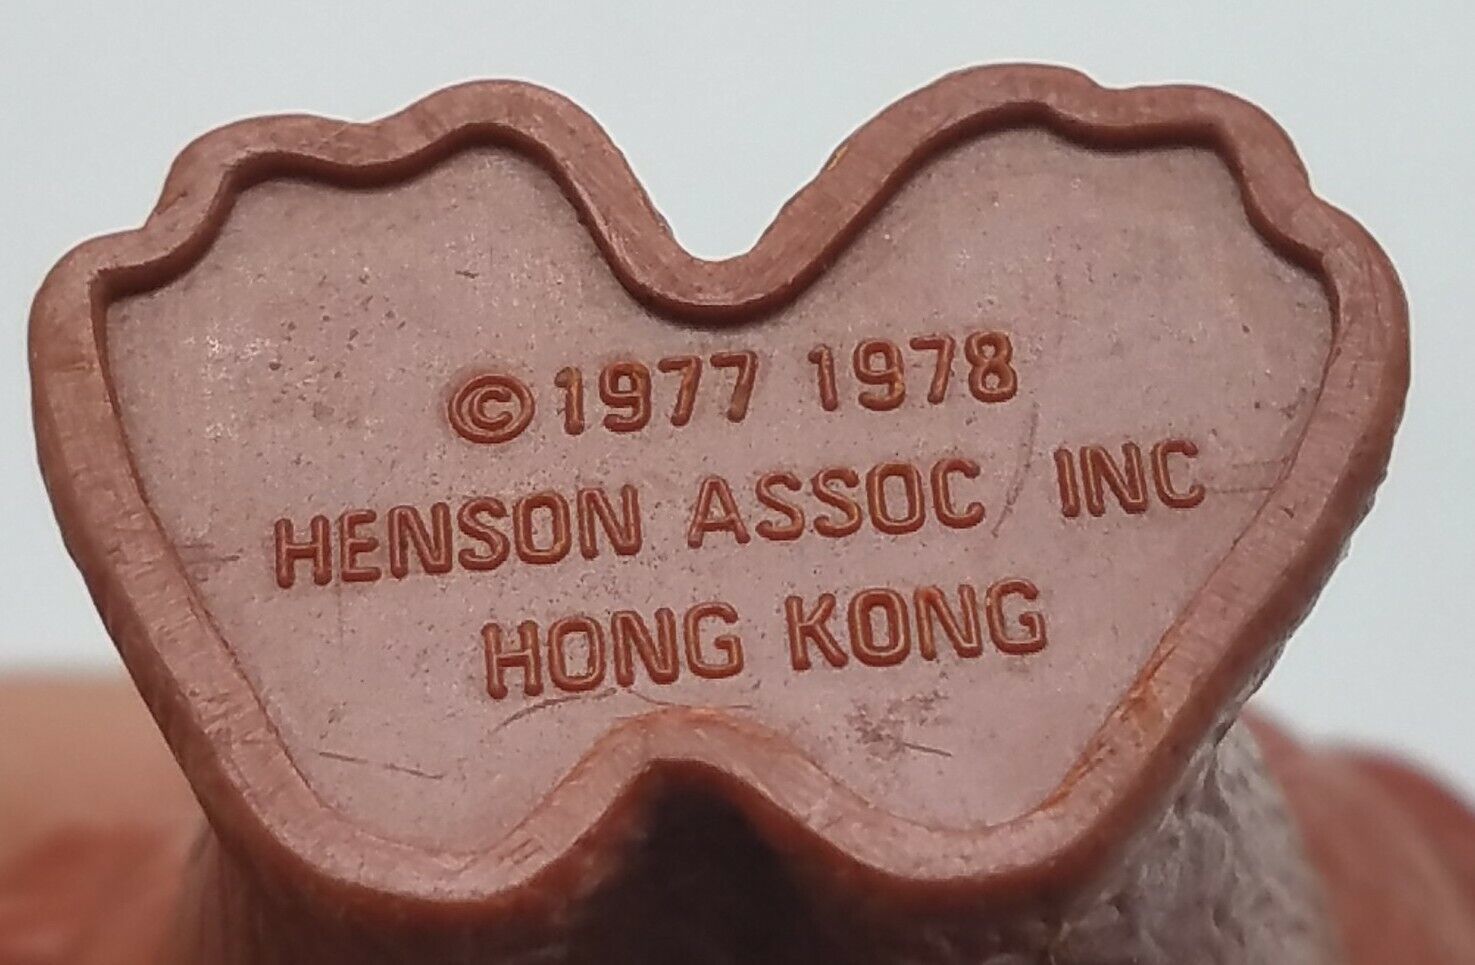 ©1977 1978
HENSON ASSOC INC
HONG KONG